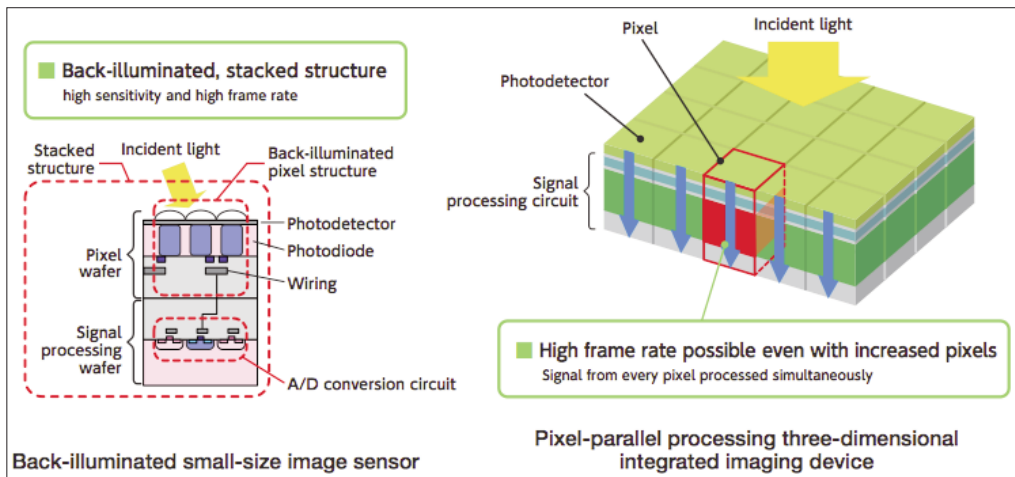 Back-illuminated, stacked structure
high sensitivity and high frame rate
Stacked
structure
Incident light
Back-illuminated
pixel structure
Photodetector
Photodiode
Wiring
Pixel
wafer
Signal
processing
wafer
A/D conversion circuit
Back-illuminated small-size image sensor
Pixel
Incident light
Photodetector
Signal
processing circuit
High frame rate possible even with increased pixels
Signal from every pixel processed simultaneously
Pixel-parallel processing three-dimensional
integrated imaging device